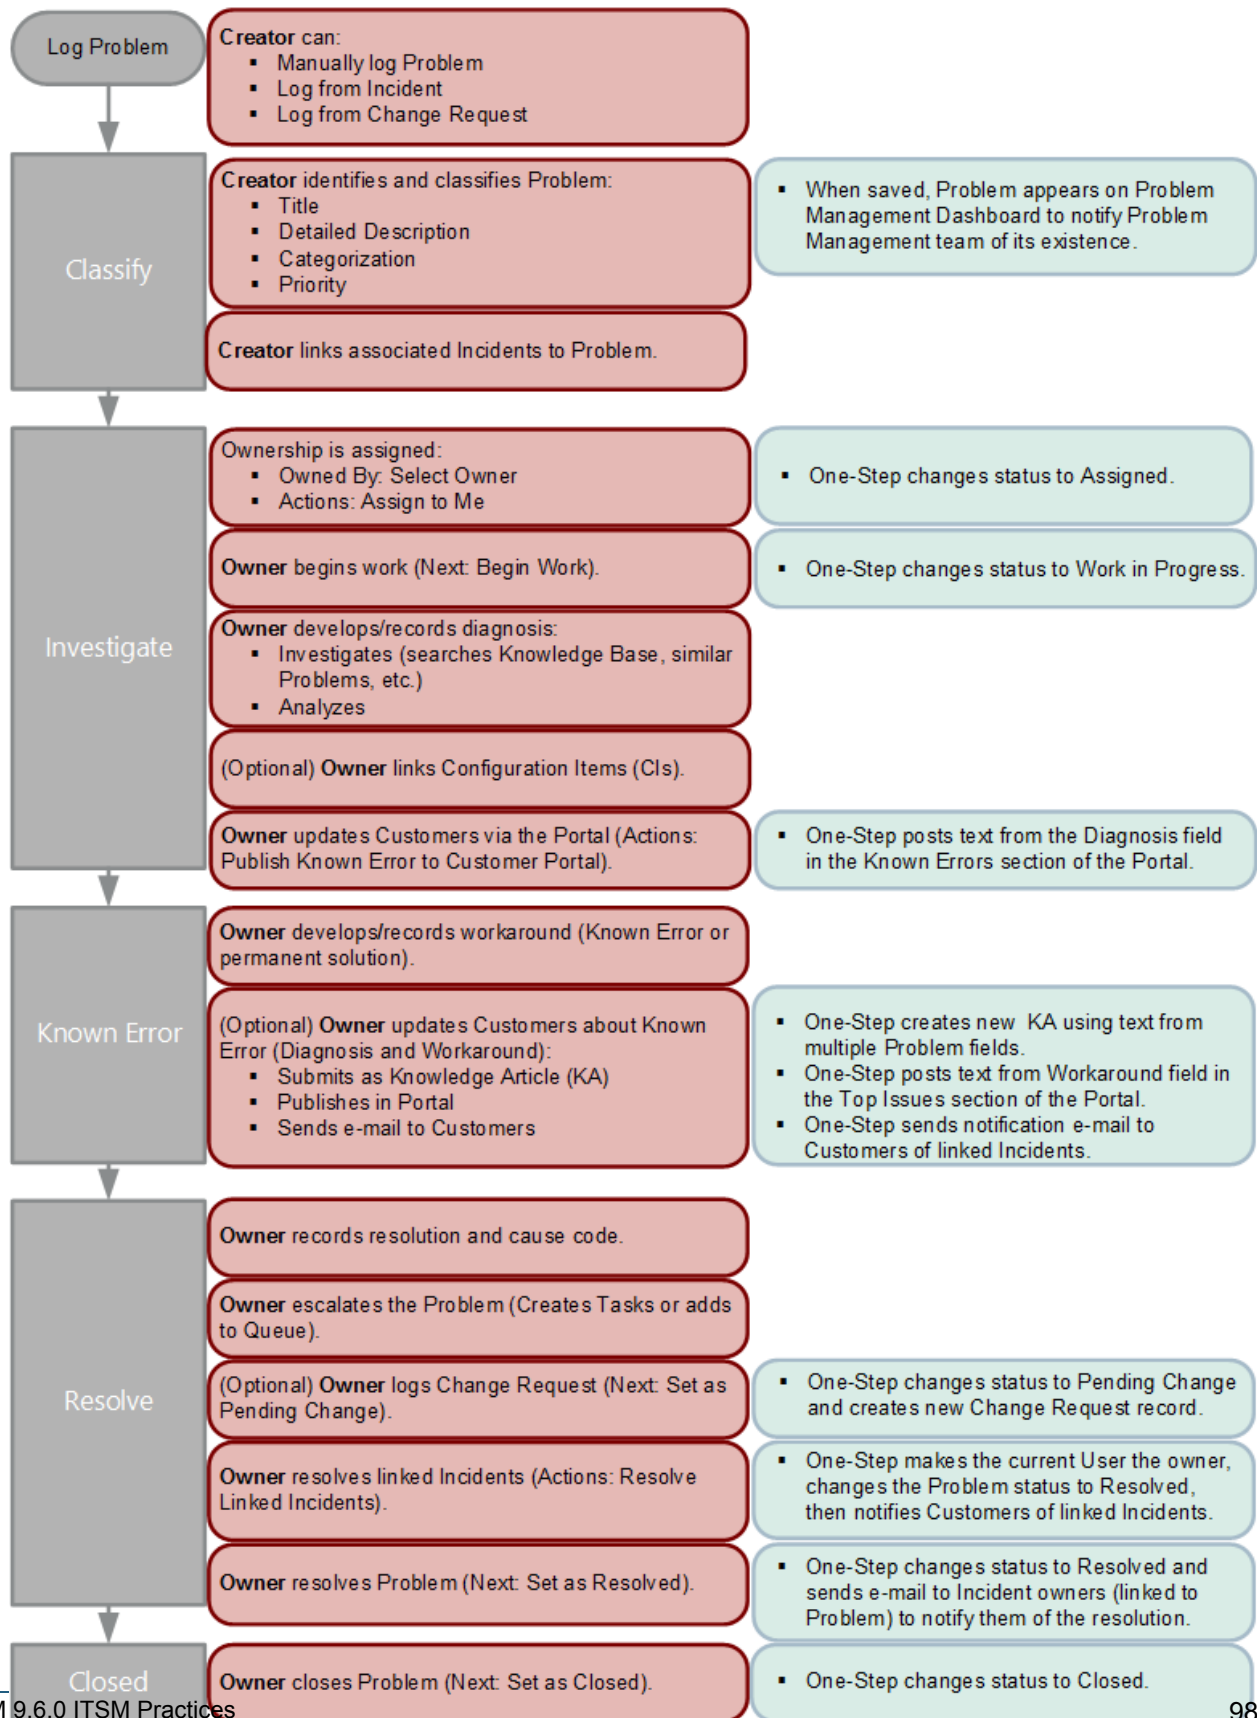 Log Problem
Creator can:
▪ Manually log Problem
▪ Log from Incident
▪ Log from Change Request
Classify
Creator identifies and classifies Problem:
▪ Title
▪ Detailed Description
▪ Categorization
▪ Priority
▪ When saved, Problem appears on Problem
Management Dashboard to notify Problem
Management team of its existence.
Creator links associated Incidents to Problem.
Investigate
Ownership is assigned:
▪ Owned By: Select Owner
▪ Actions: Assign to Me
▪ One-Step changes status to Assigned.
Owner begins work (Next: Begin Work).
▪ One-Step changes status to Work in Progress.
Owner develops/records diagnosis:
▪ Investigates (searches Knowledge Base, similar
Problems, etc.)
▪ Analyzes
(Optional) Owner links Configuration Items (CIs).
Owner updates Customers via the Portal (Actions:
Publish Known Error to Customer Portal).
▪ One-Step posts text from the Diagnosis field
in the Known Errors section of the Portal.
Known Error
Owner develops/records workaround (Known Error or
permanent solution).
(Optional) Owner updates Customers about Known
Error (Diagnosis and Workaround):
▪ Submits as Knowledge Article (KA)
▪ Publishes in Portal
▪ Sends e-mail to Customers
▪ One-Step creates new KA using text from
multiple Problem fields.
▪ One-Step posts text from Workaround field in
the Top Issues section of the Portal.
▪ One-Step sends notification e-mail to
Customers of linked Incidents.
Resolve
Owner records resolution and cause code.
Owner escalates the Problem (Creates Tasks or adds
to Queue).
(Optional) Owner logs Change Request (Next: Set as
Pending Change).
▪ One-Step changes status to Pending Change
and creates new Change Request record.
Owner resolves linked Incidents (Actions: Resolve
Linked Incidents).
▪ One-Step makes the current User the owner,
changes the Problem status to Resolved,
then notifies Customers of linked Incidents.
Owner resolves Problem (Next: Set as Resolved).
▪ One-Step changes status to Resolved and
sends e-mail to Incident owners (linked to
Problem) to notify them of the resolution.
Closed
Owner closes Problem (Next: Set as Closed).
▪ One-Step changes status to Closed.
9.6.0 ITSM Practices
98